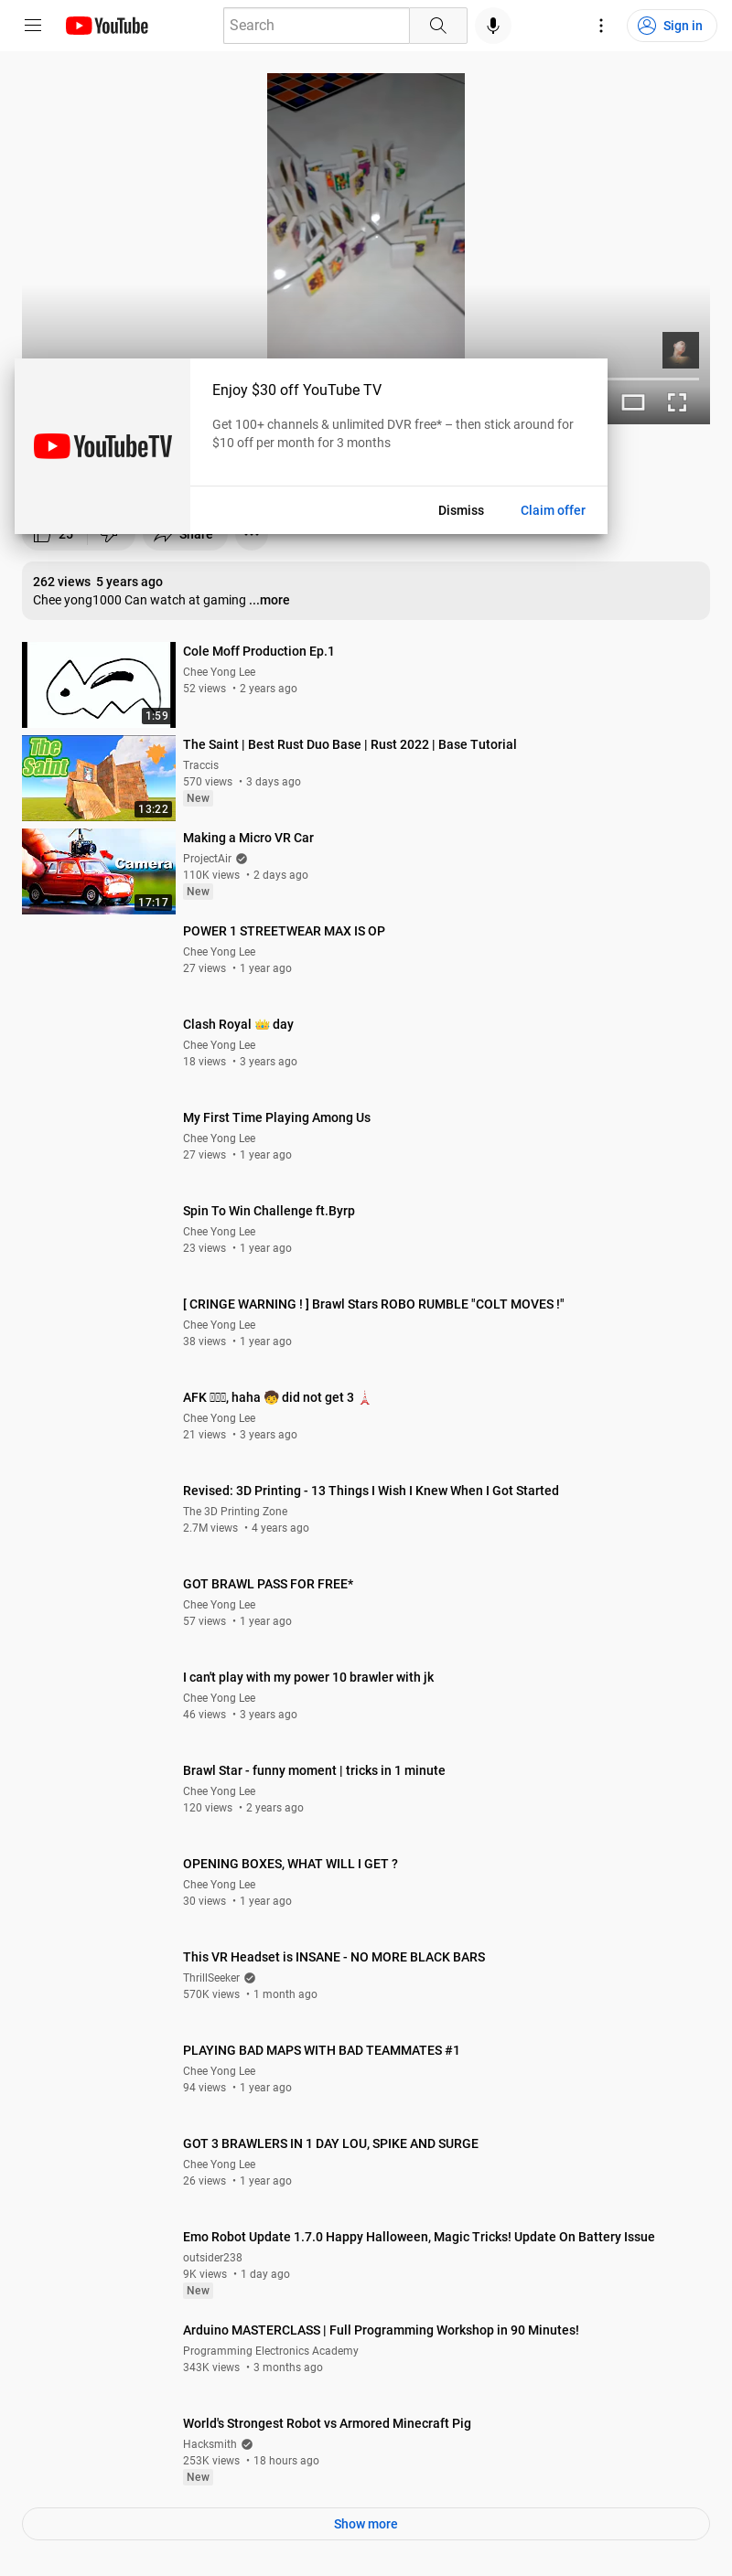 YouTube
Search
Sign in
Enjoy $30 off YouTube TV
Get 100+ channels & unlimited DVR free* – then stick around for
$10 off per month for 3 months
YouTubeTV
Dismiss Claim offer
25 Share
262 views 5 years ago
Chee yong1000 Can watch at gaming ...more
Cole Moff Production Ep.1
Chee Yong Lee
52 views • 2 years ago
1:59
The Saint | Best Rust Duo Base | Rust 2022 | Base Tutorial
The Saint
Traccis
570 views • 3 days ago
New
13:22
Making a Micro VR Car
ProjectAir
Camera
110K views • 2 days ago
New
17:17
POWER 1 STREETWEAR MAX IS OP
Chee Yong Lee
27 views • 1 year ago
Clash Royal 👑 day
Chee Yong Lee
18 views • 3 years ago
My First Time Playing Among Us
Chee Yong Lee
27 views • 1 year ago
Spin To Win Challenge ft.Byrp
Chee Yong Lee
23 views • 1 year ago
[ CRINGE WARNING ! ] Brawl Stars ROBO RUMBLE "COLT MOVES !"
Chee Yong Lee
38 views • 1 year ago
AFK , haha 🧒 did not get 3 🗼
Chee Yong Lee
21 views • 3 years ago
Revised: 3D Printing - 13 Things I Wish I Knew When I Got Started
The 3D Printing Zone
2.7M views • 4 years ago
GOT BRAWL PASS FOR FREE*
Chee Yong Lee
57 views • 1 year ago
I can't play with my power 10 brawler with jk
Chee Yong Lee
46 views • 3 years ago
Brawl Star - funny moment | tricks in 1 minute
Chee Yong Lee
120 views • 2 years ago
OPENING BOXES, WHAT WILL I GET ?
Chee Yong Lee
30 views • 1 year ago
This VR Headset is INSANE - NO MORE BLACK BARS
ThrillSeeker
570K views • 1 month ago
PLAYING BAD MAPS WITH BAD TEAMMATES #1
Chee Yong Lee
94 views • 1 year ago
GOT 3 BRAWLERS IN 1 DAY LOU, SPIKE AND SURGE
Chee Yong Lee
26 views • 1 year ago
Emo Robot Update 1.7.0 Happy Halloween, Magic Tricks! Update On Battery Issue
outsider238
9K views • 1 day ago
New
Arduino MASTERCLASS | Full Programming Workshop in 90 Minutes!
Programming Electronics Academy
343K views • 3 months ago
World's Strongest Robot vs Armored Minecraft Pig
Hacksmith
253K views • 18 hours ago
New
Show more